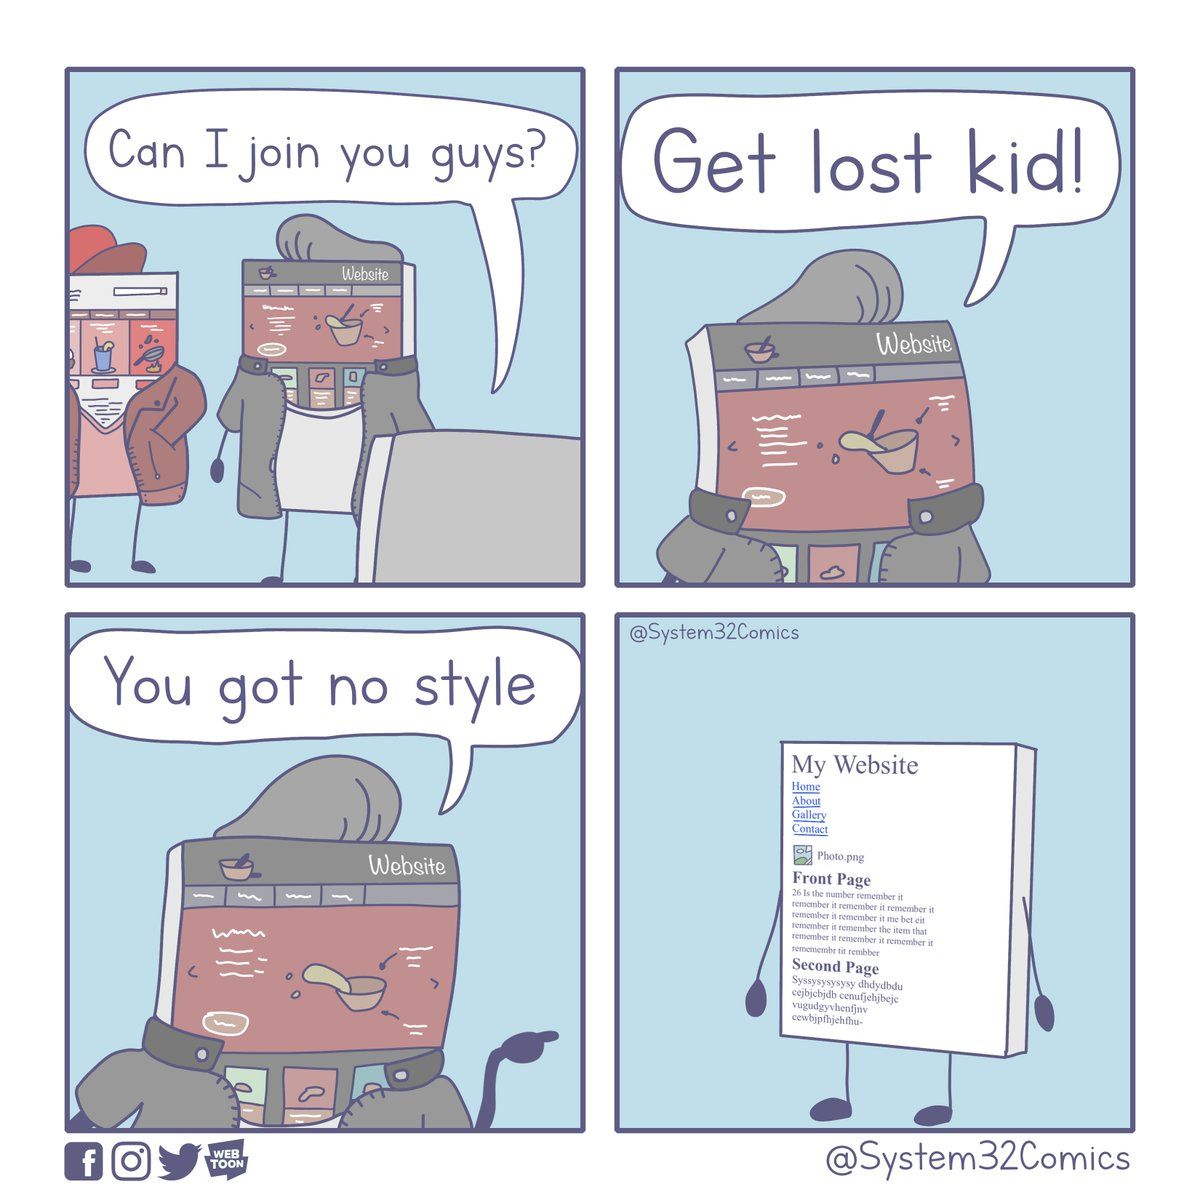 Can I join you guys?
Website
Get lost kid!
Website
You got no style
Website
@System32Comics
My Website
Home
About
Gallery
Contact
Photo.png
Front Page
26 Is the number remember it
remember it remember it remember it
remember it remember it me bet eit
remember it remember the item that
remember it remember it remember it
rememembr tit rembber
Second Page
Syssysysysysy dhdydbdu
cejbjcbjdb cenufjehjbejc
vugudgyvhenfjnv
cewbjpfhjehfhu-
f
WEB
TOON
@System32Comics